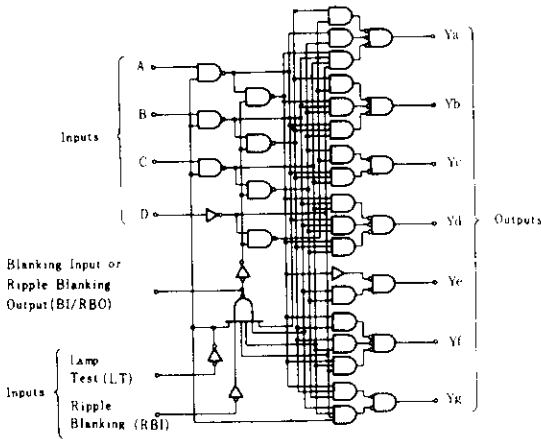 A
Ya
B
Yb
Inputs
C
Yc
D
Yd
Outputs
Blanking Input or
Ripple Blanking
Output (BI/RBO)
Ye
Lamp
Test (LT)
Yf
Inputs
Ripple
Blanking (RBI)
Yg